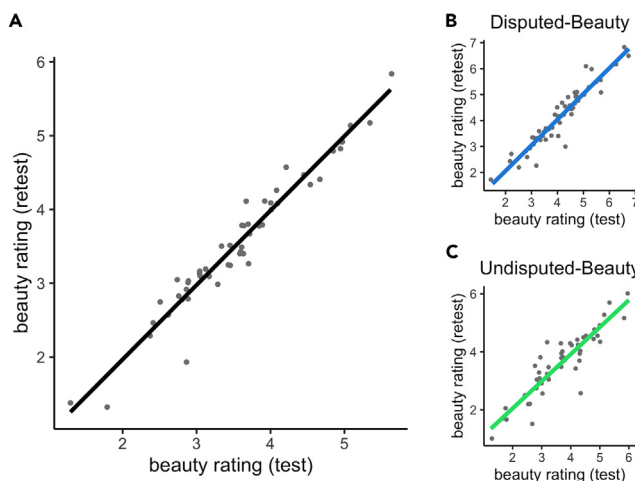 A
beauty rating (retest)
6
5
4
3
2
2 3 4 5
beauty rating (test)
B
Disputed-Beauty
beauty rating (retest)
7
6
5
4
3
2
2 3 4 5 6 7
beauty rating (test)
C
Undisputed-Beauty
beauty rating (retest)
6
4
2
2 3 4 5 6
beauty rating (test)